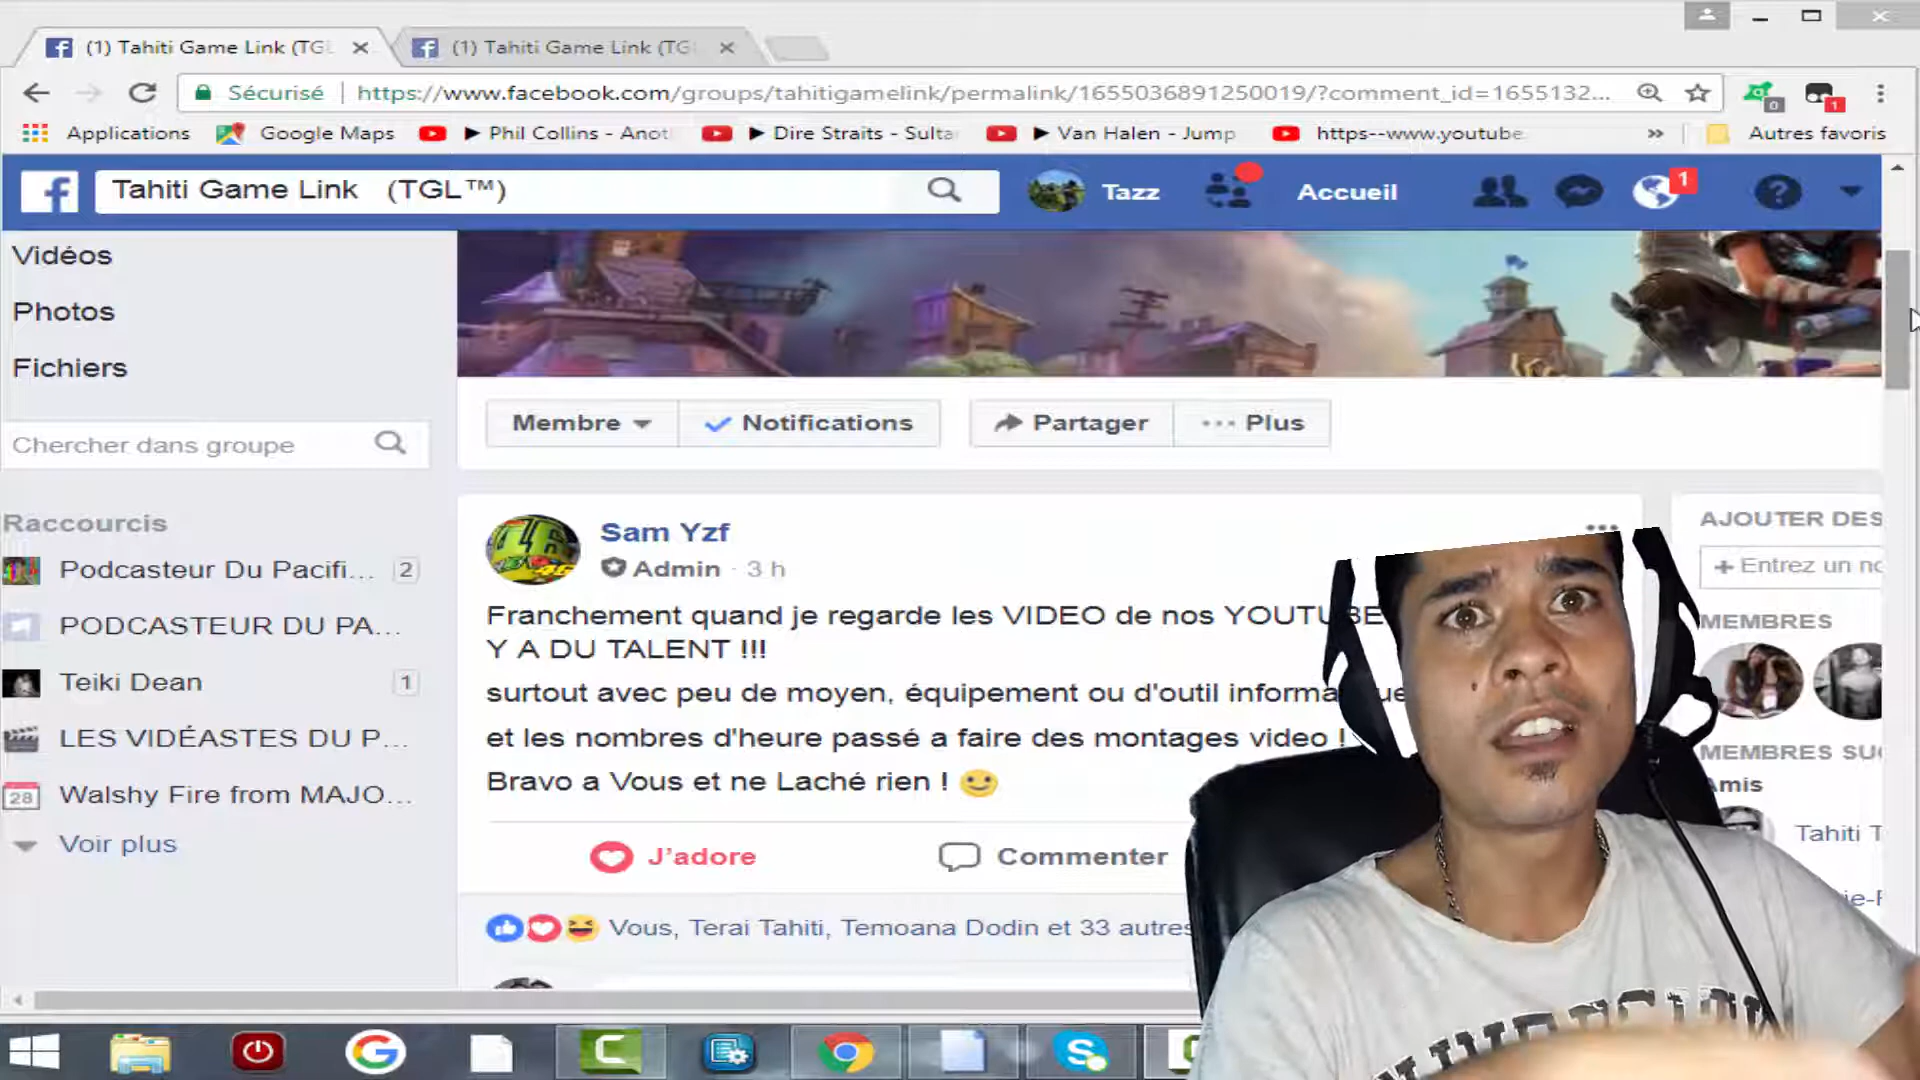 (1) Tahiti Game Link (TGL
(1) Tahiti Game Link (TG
Sécurisé
https://www.facebook.com/groups/tahitigamelink/permalink/1655036891250019/?comment_id=1655132...
0
1
Applications
Google Maps
▶ Phil Collins - Anot
▶ Dire Straits - Sulta
▶ Van Halen - Jump
https--www.youtube
»
Autres favoris
Tahiti Game Link (TGL™)
Tazz
Accueil
1
Vidéos
Photos
Fichiers
Chercher dans groupe
Membre
Notifications
Partager
Plus
Raccourcis
Podcasteur Du Pacifi... 2
PODCASTEUR DU PA...
Teiki Dean 1
LES VIDÉASTES DU P...
28 Walshy Fire from MAJO...
Voir plus
Sam Yzf
Admin · 3 h
Franchement quand je regarde les VIDEO de nos YOUTUBE
Y A DU TALENT !!!
surtout avec peu de moyen, équipement ou d'outil informa ue
et les nombres d'heure passé a faire des montages video !
Bravo a Vous et ne Laché rien !
J'adore
Commenter
Vous, Terai Tahiti, Temoana Dodin et 33 autres
AJOUTER DES
+ Entrez un no
MEMBRES
MEMBRES SU
Amis
Tahiti T